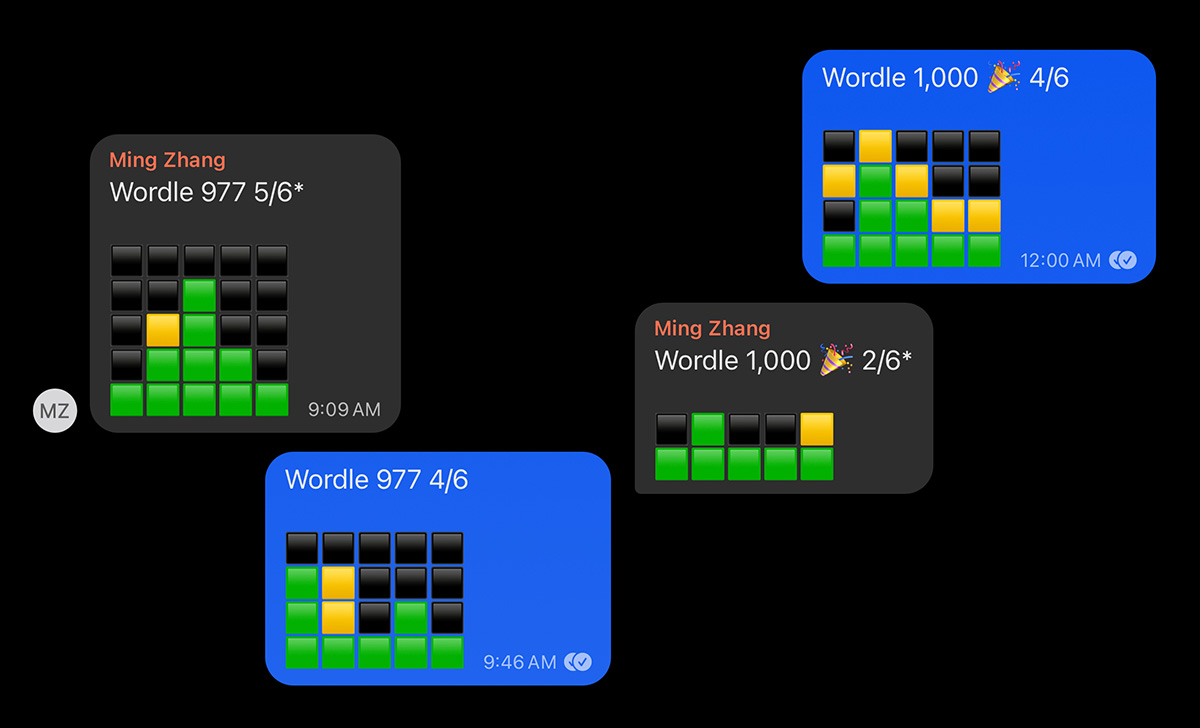 Ming Zhang
Wordle 977 5/6*
9:09 AM
MZ
Wordle 977 4/6
9:46 AM
Wordle 1,000 🎉 4/6
12:00 AM
Ming Zhang
Wordle 1,000 🎉 2/6*